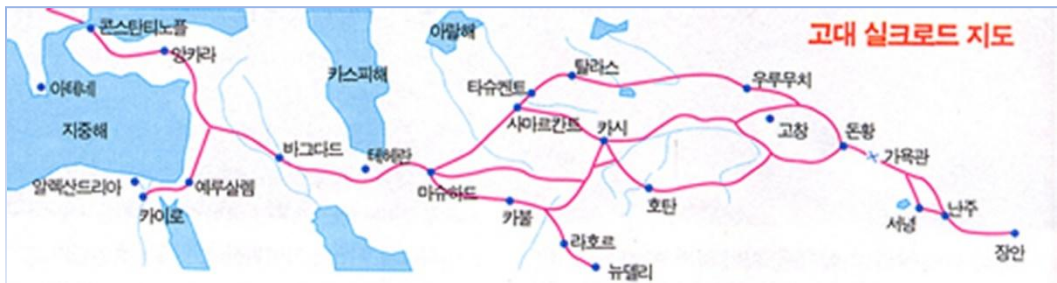 고대 실크로드 지도
콘스탄티노플
앙카라
아테네
지중해
알렉산드리아
카이로
예루살렘
바그다드
카스피해
테헤란
아랄해
마슈하드
타슈켄트
탈라스
사마르칸트
카시
카불
라호르
뉴델리
호탄
우루무치
고창
돈황
가욕관
서녕
난주
장안